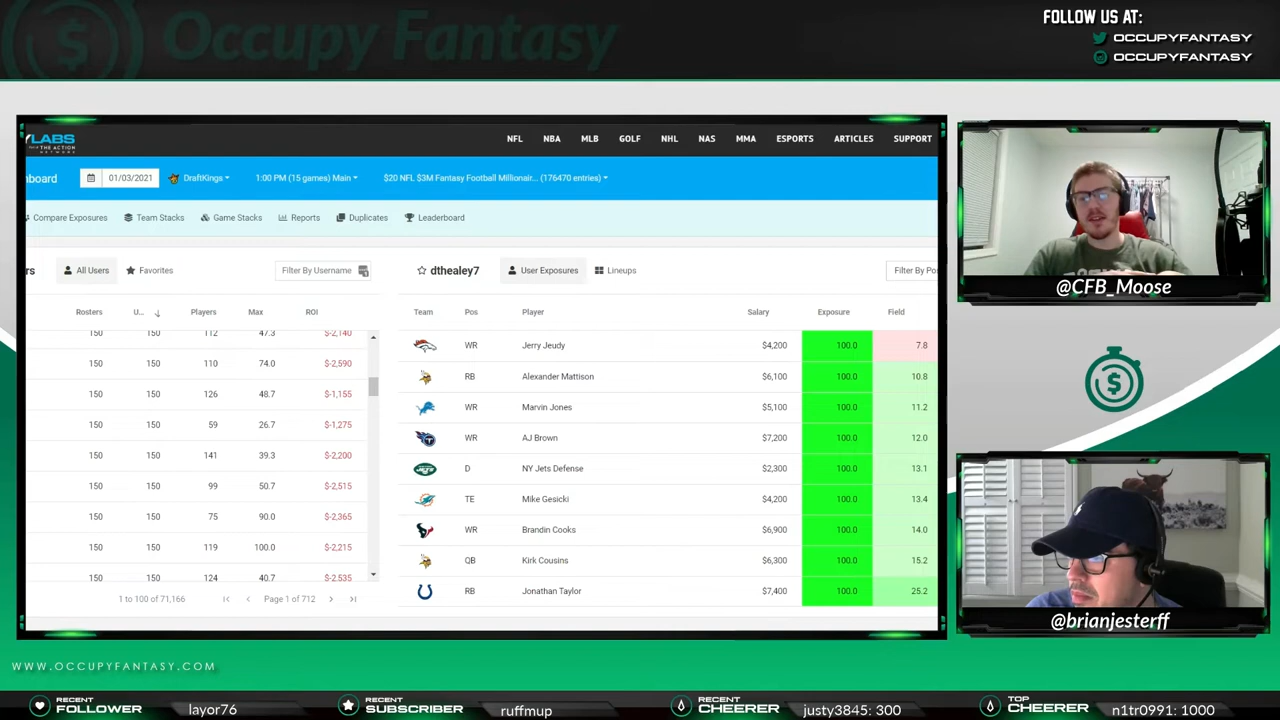 Occupy Fantasy
FOLLOW US AT:
OCCUPYFANTASY
OCCUPYFANTASY
LABS
THE ACTION
NETWORK
NFL NBA MLB GOLF NHL NAS MMA ESPORTS ARTICLES SUPPORT
board 01/03/2021 DraftKings 1:00 PM (15 games) Main $20 NFL $3M Fantasy Football Millionair... (176470 entries)
Compare Exposures Team Stacks Game Stacks Reports Duplicates Leaderboard
rs All Users Favorites Filter By Username dthealey7 User Exposures Lineups Filter By Po
Rosters U... Players Max ROI Team Pos Player Salary Exposure Field
150 150 112 47.3 $-2,140
WR Jerry Jeudy $4,200 100.0 7.8
150 150 110 74.0 $-2,590
RB Alexander Mattison $6,100 100.0 10.8
150 150 126 48.7 $-1,155
WR Marvin Jones $5,100 100.0 11.2
150 150 59 26.7 $-1,275
WR AJ Brown $7,200 100.0 12.0
150 150 141 39.3 $-2,200
D NY Jets Defense $2,300 100.0 13.1
150 150 99 50.7 $-2,515
TE Mike Gesicki $4,200 100.0 13.4
150 150 75 90.0 $-2,365
WR Brandin Cooks $6,900 100.0 14.0
150 150 119 100.0 $-2,215
QB Kirk Cousins $6,300 100.0 15.2
150 150 124 40.7 $-2,535
RB Jonathan Taylor $7,400 100.0 25.2
1 to 100 of 71,166 Page 1 of 712
@CFB_Moose
@brianjesterff
WWW.OCCUPYFANTASY.COM
RECENT FOLLOWER layor76
RECENT SUBSCRIBER ruffmup
RECENT CHEERER justy3845: 300
TOP CHEERER n1tr0991: 1000